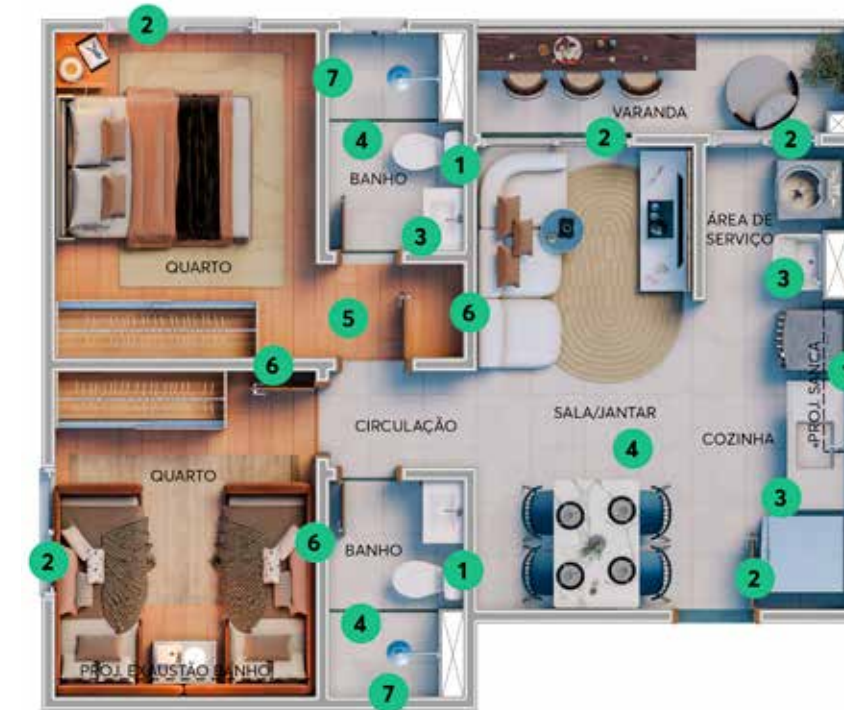 2
7
4
BANHO
1
3
QUARTO
5
6
VARANDA
2
2
ÁREA DE
SERVIÇO
3
6
PROJ. SANCA
CIRCULAÇÃO
SALA/JANTAR
4
COZINHA
QUARTO
2
6
BANHO
1
4
7
3
2
PROJ. EXAUSTÃO BANHO